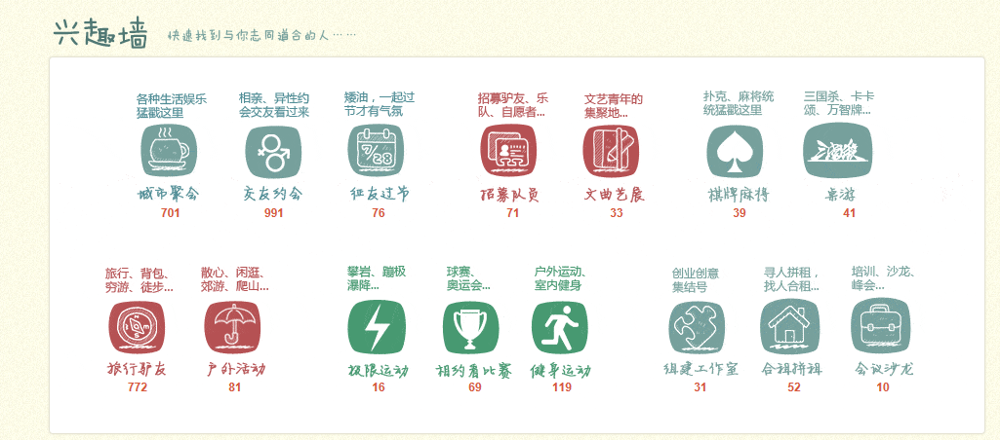 兴趣墙
快速找到与你志同道合的人……
各种生活娱乐
猛戳这里
城市聚会
701
相亲、异性约
会交友看过来
交友约会
991
矮油，一起过
节才有气氛
7/28
征友过节
76
招募驴友、乐
队、自愿者...
招募队员
71
文艺青年的
集聚地...
文曲艺展
33
扑克、麻将统
统猛戳这里
棋牌麻将
39
三国杀、卡卡
颂、万智牌...
三国杀
桌游
41
旅行、背包、
穷游、徒步...
旅行驴友
772
散心、闲逛、
郊游、爬山...
户外活动
81
攀岩、蹦极
瀑降...
极限运动
16
球赛、
奥运会...
相约看比赛
69
户外运动、
室内健身
健身运动
119
创业创意
集结号
组建工作室
31
寻人拼租，
找人合租...
合租拼租
52
培训、沙龙、
峰会...
会议沙龙
10